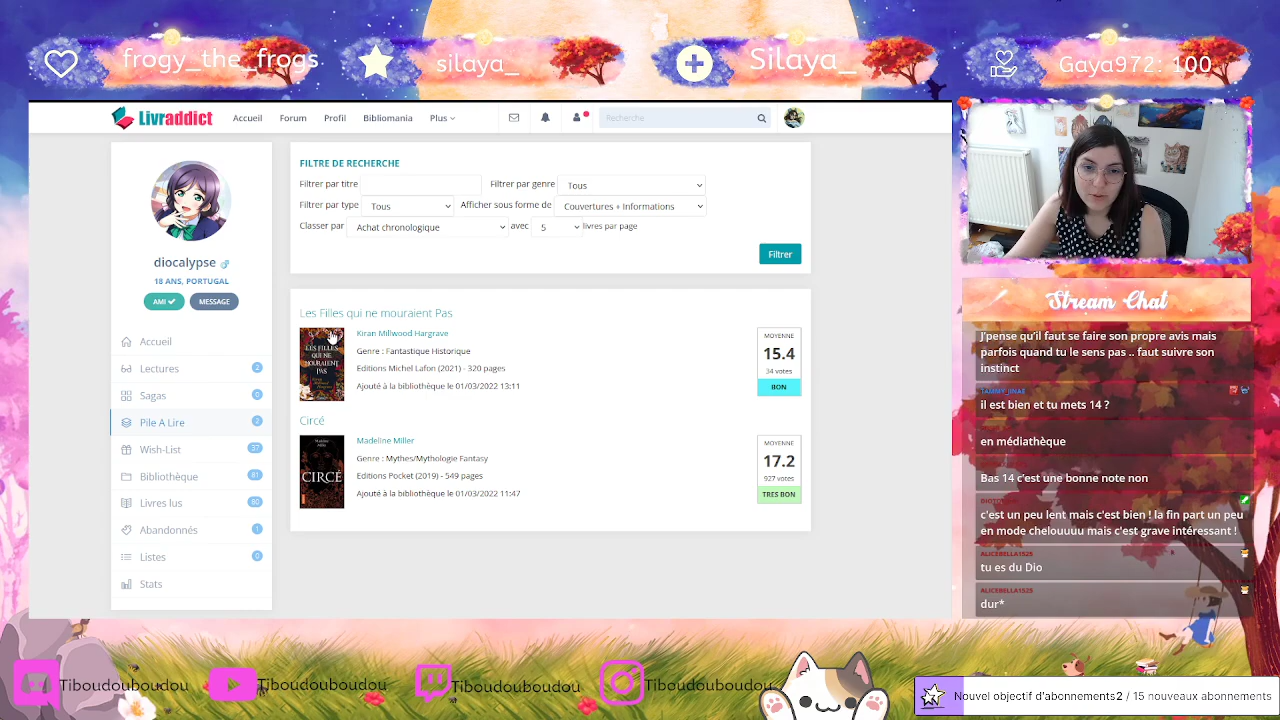 frogy_the_frogs
silaya_
Silaya_
Gaya972: 100
Livraddict Accueil Forum Profil Bibliomania Plus
Recherche
diocalypse
18 ANS, PORTUGAL
AMI MESSAGE
Accueil
Lectures 2
Sagas 0
Pile A Lire 2
Wish-List 37
Bibliothèque 81
Livres lus 80
Abandonnés 1
Listes 0
Stats
FILTRE DE RECHERCHE
Filtrer par titre Filtrer par genre Tous
Filtrer par type Tous Afficher sous forme de Couvertures + Informations
Classer par Achat chronologique avec 5 livres par page
Filtrer
Les Filles qui ne mouraient Pas
LES FILLES
QUI NE
MOURAIENT
PAS
Kiran Millwood Hargrave
Genre : Fantastique Historique
Editions Michel Lafon (2021) - 320 pages
Ajouté à la bibliothèque le 01/03/2022 13:11
MOYENNE
15.4
34 votes
BON
Circé
CIRCÉ
Madeline Miller
Genre : Mythes/Mythologie Fantasy
Editions Pocket (2019) - 549 pages
Ajouté à la bibliothèque le 01/03/2022 11:47
MOYENNE
17.2
927 votes
TRES BON
Stream Chat
J'pense qu'il faut se faire son propre avis mais
parfois quand tu le sens pas .. faut suivre son
instinct
il est bien et tu mets 14 ?
en médiathèque
Bas 14 c'est une bonne note non
c'est un peu lent mais c'est bien ! la fin part un peu
en mode chelouuuu mais c'est grave intéressant !
ALICEBELLA1525
tu es du Dio
ALICEBELLA1525
dur*
Tiboudouboudou
Tiboudouboudou
Tiboudouboudou
Tiboudouboudou
Nouvel objectif d'abonnements2 / 15 nouveaux abonnements